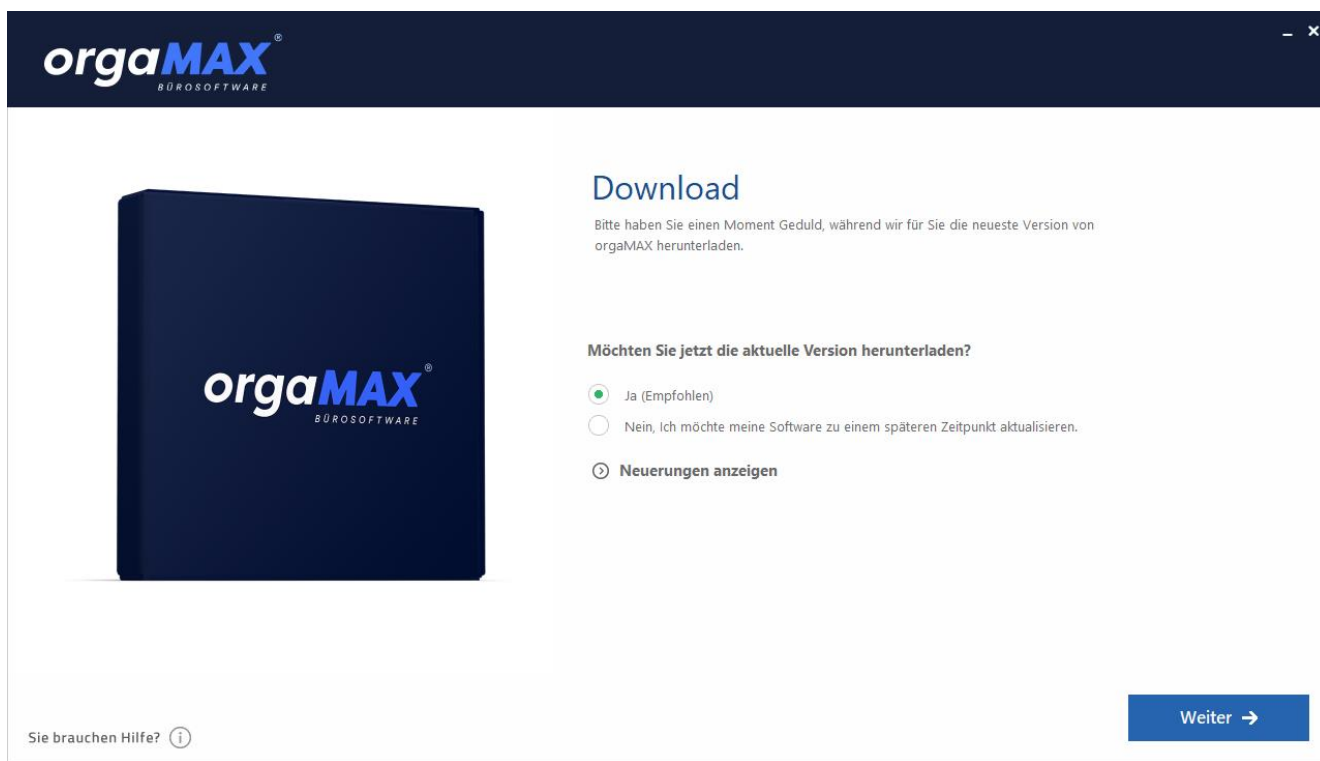 orgaMAX®
BÜROSOFTWARE
orgaMAX®
BÜROSOFTWARE
Download
Bitte haben Sie einen Moment Geduld, während wir für Sie die neueste Version von
orgaMAX herunterladen.
Möchten Sie jetzt die aktuelle Version herunterladen?
Ja (Empfohlen)
Nein, Ich möchte meine Software zu einem späteren Zeitpunkt aktualisieren.
Neuerungen anzeigen
Weiter →
Sie brauchen Hilfe? i